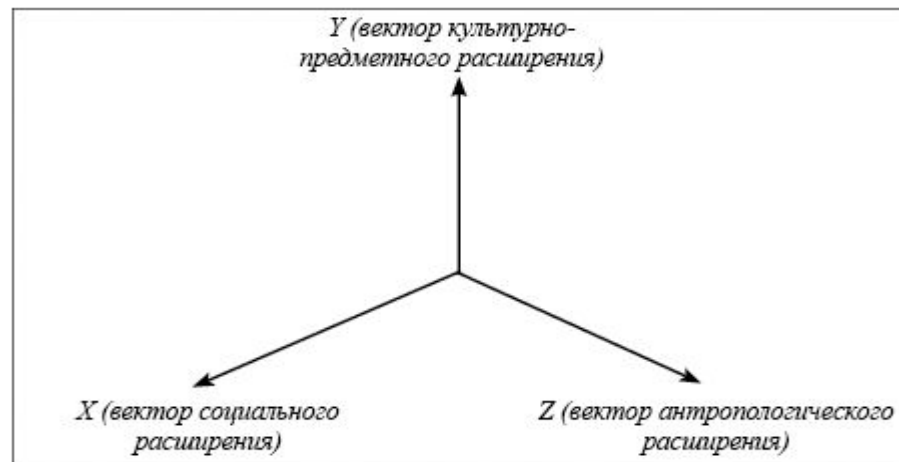 Y (вектор культурно-
предметного расширения)
X (вектор социального
расширения)
Z (вектор антропологического
расширения)